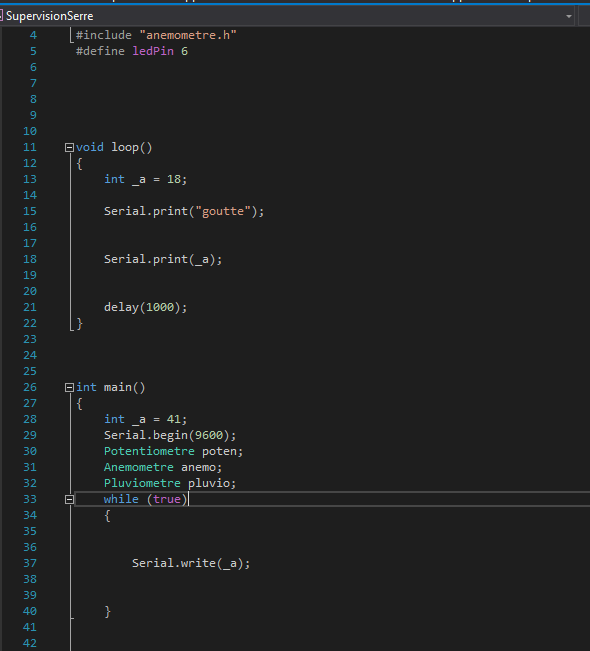 SupervisionSerre
4 #include "anemometre.h"
5 #define ledPin 6
6
7
8
9
10
11 void loop()
12 {
13 int _a = 18;
14
15 Serial.print("goutte");
16
17
18 Serial.print(_a);
19
20
21 delay(1000);
22 }
23
24
25
26 int main()
27 {
28 int _a = 41;
29 Serial.begin(9600);
30 Potentiometre poten;
31 Anemometre anemo;
32 Pluviometre pluvio;
33 while (true)
34 {
35
36
37 Serial.write(_a);
38
39
40 }
41
42